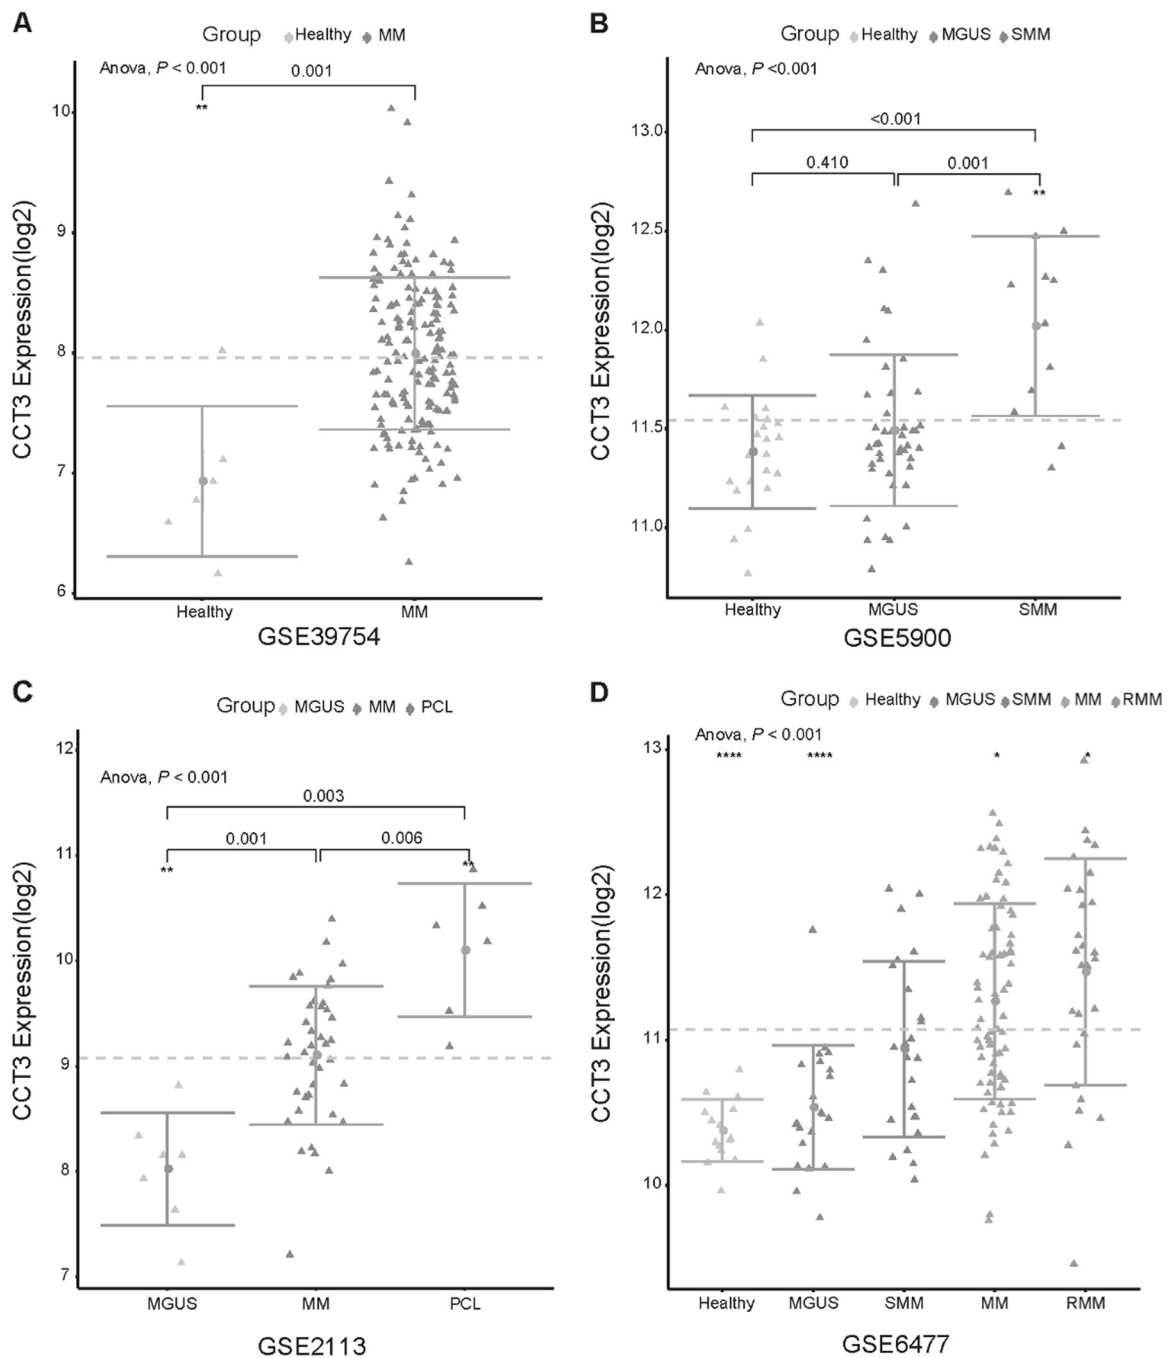 A
Group Healthy MM
Anova, P < 0.001
0.001
**
CCT3 Expression(log2)
10
9
8
7
6
Healthy MM
GSE39754
B
Group Healthy MGUS SMM
Anova, P <0.001
<0.001
0.410 0.001
**
CCT3 Expression(log2)
13.0
12.5
12.0
11.5
11.0
Healthy MGUS SMM
GSE5900
C
Group MGUS MM PCL
Anova, P < 0.001
0.003
0.001 0.006
** **
CCT3 Expression(log2)
12
11
10
9
8
7
MGUS MM PCL
GSE2113
D
Group Healthy MGUS SMM MM RMM
Anova, P < 0.001
**** **** * *
CCT3 Expression(log2)
13
12
11
10
Healthy MGUS SMM MM RMM
GSE6477